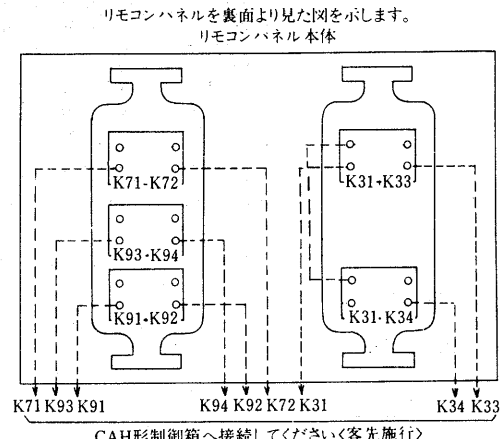 リモコンパネルを裏面より見た図を示します。
リモコンパネル本体
K71-K72
K31-K33
K93-K94
K91-K92
K31-K34
K71 K93 K91 K94 K92 K72 K31 K34 K33
CAH形制御箱へ接続してください〈客先施行〉